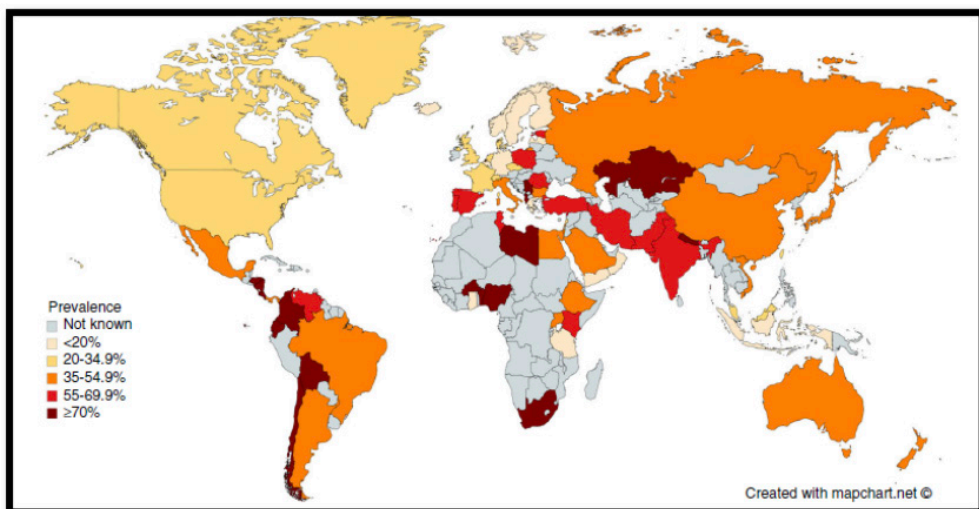 Prevalence
Not known
<20%
20-34.9%
35-54.9%
55-69.9%
≥70%
Created with mapchart.net ©